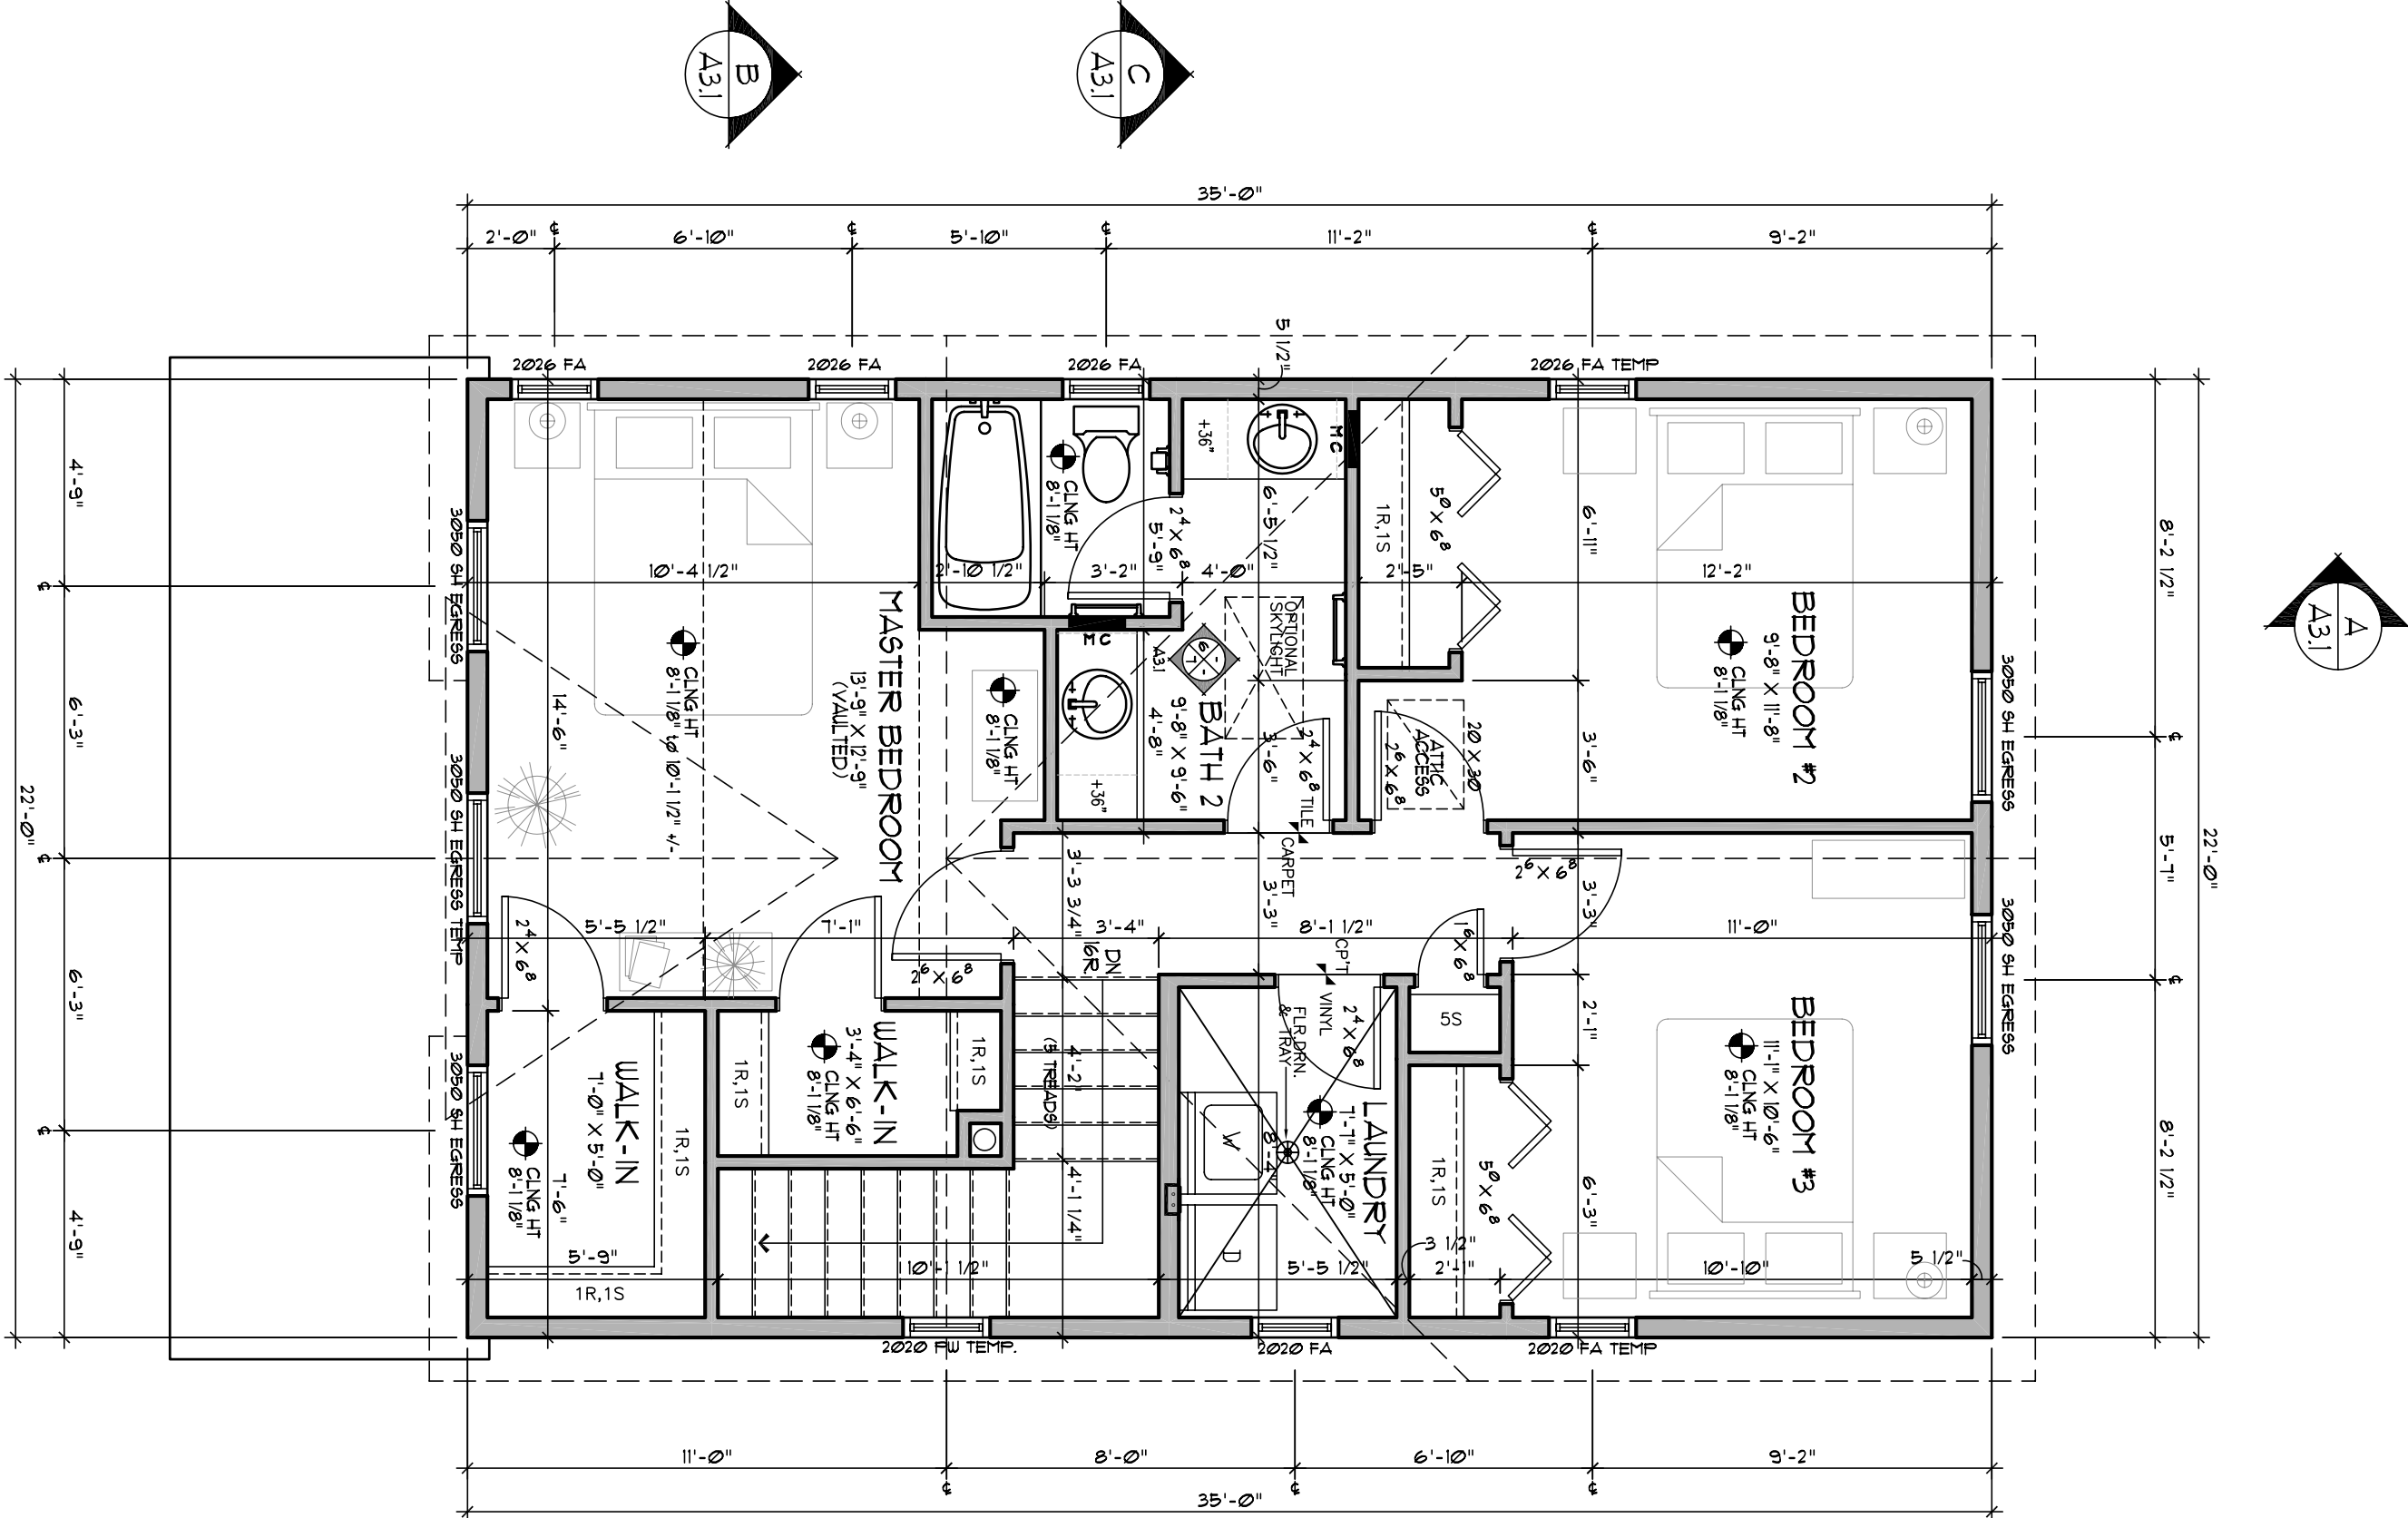 B
A3.1
C
A3.1
A
A3.1
35'-0"
2'-0"
6'-10"
5'-10"
11'-2"
9'-2"
2026 FA
2026 FA
2026 FA
2026 FA TEMP
5 1/2"
22'-0"
4'-9"
6'-3"
6'-3"
4'-9"
3050 SH EGRESS
3050 SH EGRESS TEMP
3050 SH EGRESS
MASTER BEDROOM
13'-9" X 12'-9"
(VAULTED)
CLNG HT
8'-1 1/8" to 10'-1 1/2" +/-
10'-4 1/2"
14'-6"
CLNG HT
8'-1 1/8"
CLNG HT
8'-1 1/8"
2'-10 1/2"
3'-2"
4'-0"
2'-5"
12'-2"
2⁴ X 6⁸
5'-9"
+36"
MC
6'-5 1/2"
MC
A3.1
6
7
-
-
OPTIONAL
SKYLIGHT
BATH 2
9'-8" X 9'-6"
4'-8"
+36"
3'-6"
2⁴ X 6⁸
TILE
CARPET
1R,1S
5⁰ X 6⁸
6'-11"
20 X 30
ATTIC
ACCESS
2⁶ X 6⁸
3'-6"
BEDROOM #2
9'-8" X 11'-8"
CLNG HT
8'-1 1/8"
3050 SH EGRESS
3050 SH EGRESS
8'-2 1/2"
5'-7"
8'-2 1/2"
22'-0"
2⁴ X 6⁸
5'-5 1/2"
7'-1"
2⁶ X 6⁸
3'-3 3/4"
3'-4"
3'-3"
8'-1 1/2"
1⁶ X 6⁸
2⁶ X 6⁸
3'-3"
11'-0"
DN
16R
4'-2"
(5 TREADS)
4'-1 1/4"
CP'T
VINYL
2⁴ X 6⁸
FLR.DRN.
& TRAY
5S
2'-1"
WALK-IN
7'-0" X 5'-0"
CLNG HT
8'-1 1/8"
7'-6"
1R,1S
1R,1S
5'-9"
WALK-IN
3'-4" X 6'-6"
CLNG HT
8'-1 1/8"
1R,1S
1R,1S
10'-1 1/2"
LAUNDRY
7'-7" X 5'-0"
CLNG HT
8'-1 1/8"
8'-4"
W
D
5'-5 1/2"
3 1/2"
2'-1"
1R,1S
5⁰ X 6⁸
6'-3"
BEDROOM #3
11'-1" X 10'-6"
CLNG HT
8'-1 1/8"
10'-10"
5 1/2"
2020 PW TEMP.
2020 FA
2020 FA TEMP
11'-0"
8'-0"
6'-10"
9'-2"
35'-0"